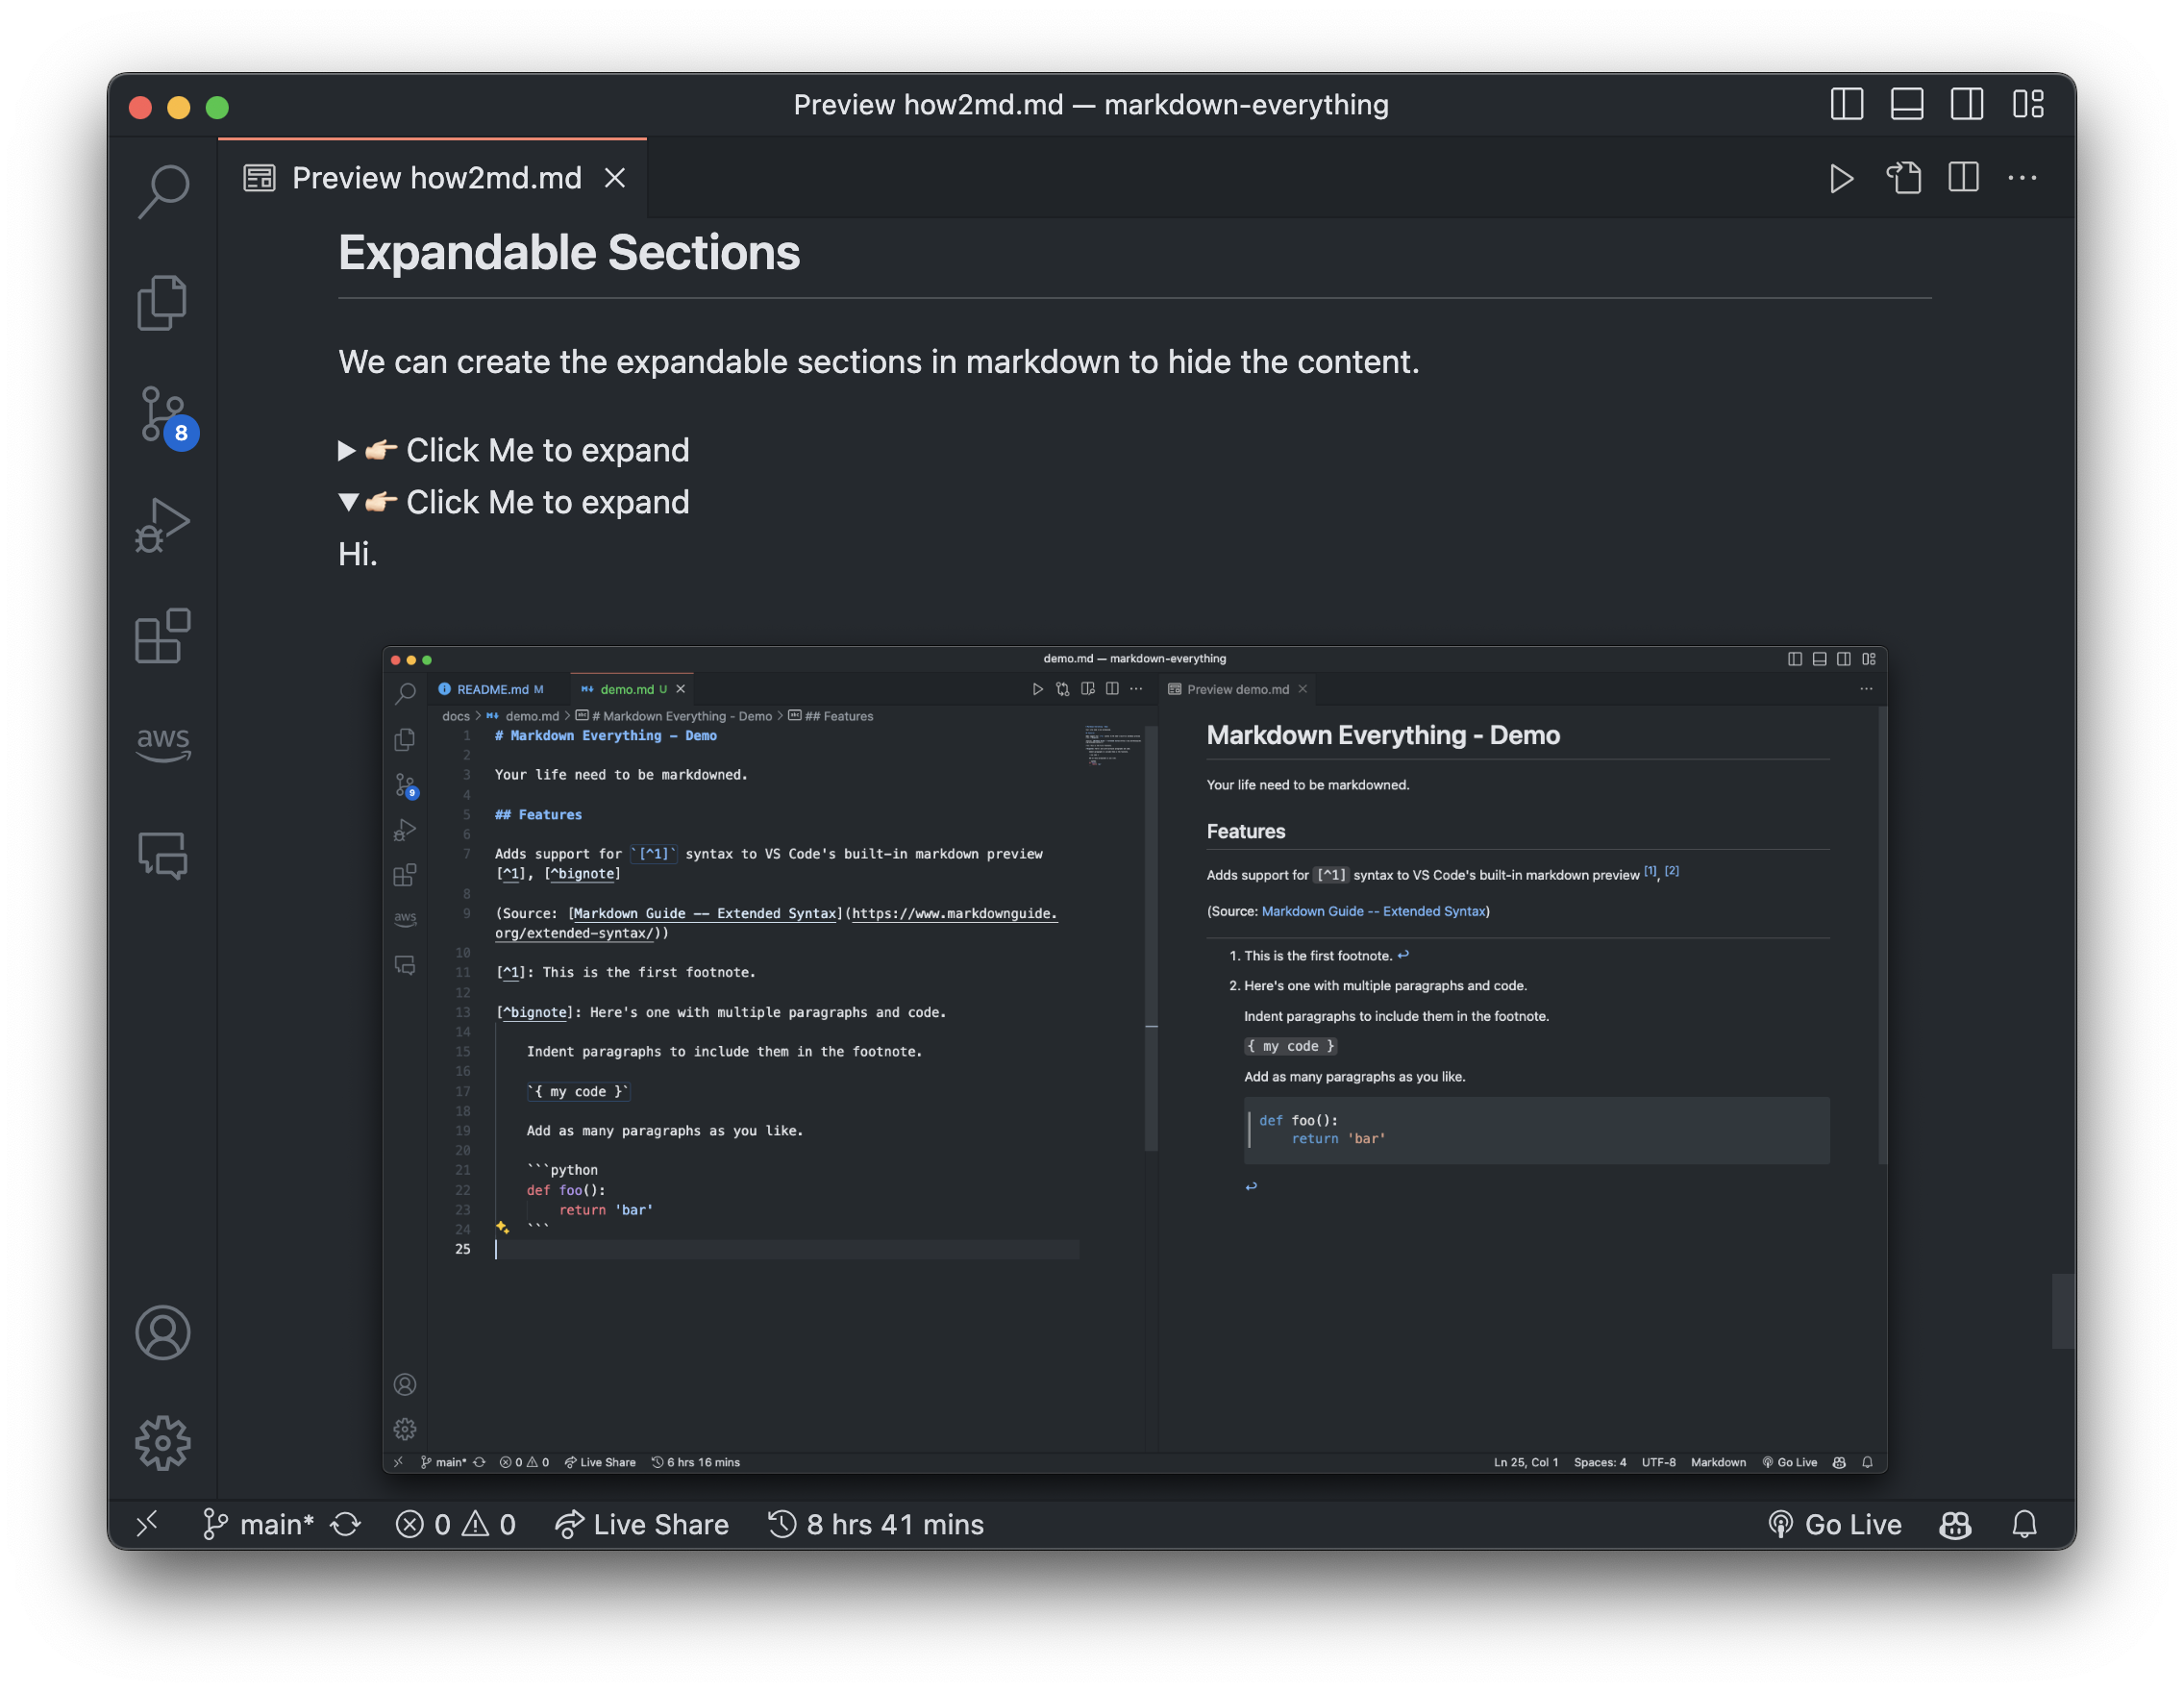 Preview how2md.md — markdown-everything
Preview how2md.md
Expandable Sections
We can create the expandable sections in markdown to hide the content.
👉🏻 Click Me to expand
👉🏻 Click Me to expand
Hi.
8
aws
demo.md — markdown-everything
README.md M
demo.md U
docs > demo.md > # Markdown Everything - Demo > ## Features
9
aws
1 # Markdown Everything - Demo
2
3 Your life need to be markdowned.
4
5 ## Features
6
7 Adds support for `[^1]` syntax to VS Code's built-in markdown preview
[^1], [^bignote]
8
9 (Source: [Markdown Guide -- Extended Syntax](https://www.markdownguide.
org/extended-syntax/))
10
11 [^1]: This is the first footnote.
12
13 [^bignote]: Here's one with multiple paragraphs and code.
14
15 Indent paragraphs to include them in the footnote.
16
17 `{ my code }`
18
19 Add as many paragraphs as you like.
20
21 ```python
22 def foo():
23 return 'bar'
24 ```
25
Preview demo.md
Markdown Everything - Demo
Your life need to be markdowned.
Features
Adds support for [^1] syntax to VS Code's built-in markdown preview [1], [2]
(Source: Markdown Guide -- Extended Syntax)
1. This is the first footnote. ↩
2. Here's one with multiple paragraphs and code.
Indent paragraphs to include them in the footnote.
{ my code }
Add as many paragraphs as you like.
def foo():
return 'bar'
↩
main* 0 0 Live Share 6 hrs 16 mins
Ln 25, Col 1 Spaces: 4 UTF-8 Markdown Go Live
main* 0 0 Live Share 8 hrs 41 mins
Go Live